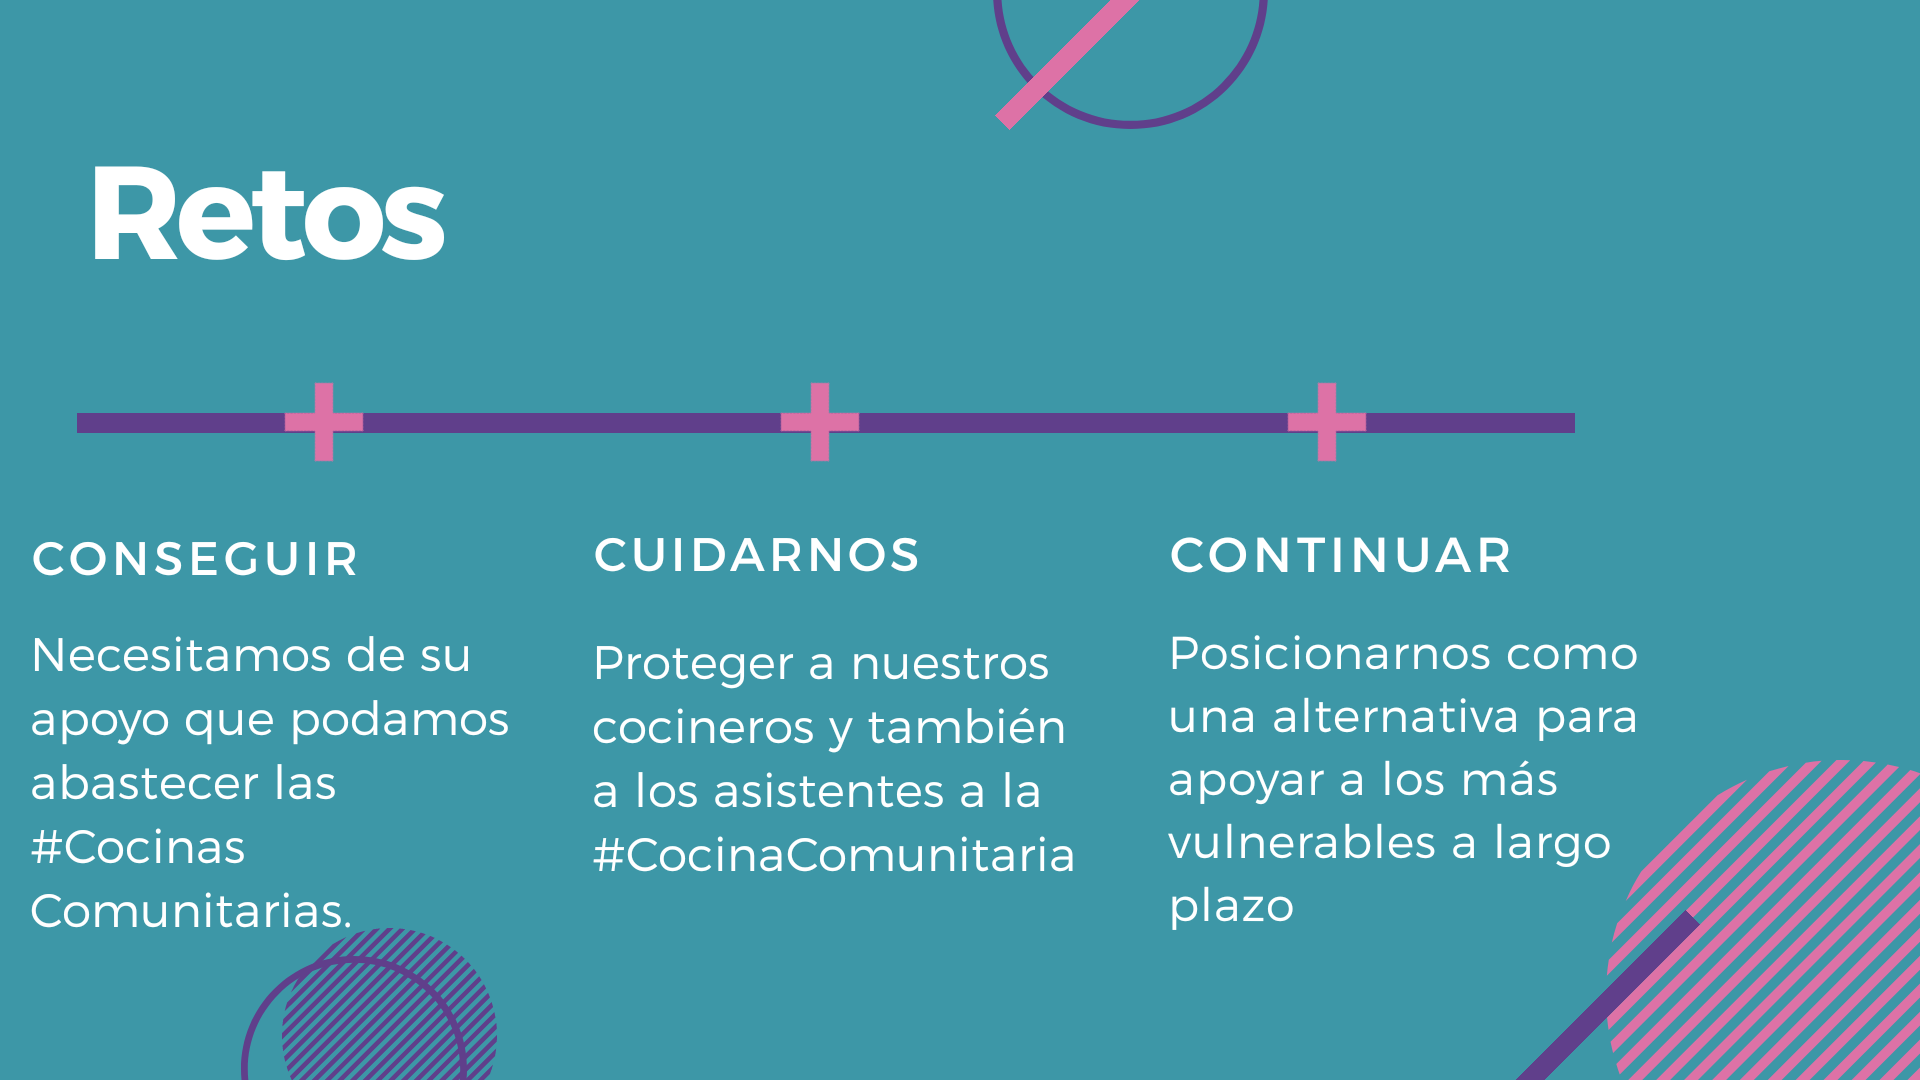 Retos
CONSEGUIR
Necesitamos de su
apoyo que podamos
abastecer las
#Cocinas
Comunitarias.
CUIDARNOS
Proteger a nuestros
cocineros y también
a los asistentes a la
#CocinaComunitaria
CONTINUAR
Posicionarnos como
una alternativa para
apoyar a los más
vulnerables a largo
plazo